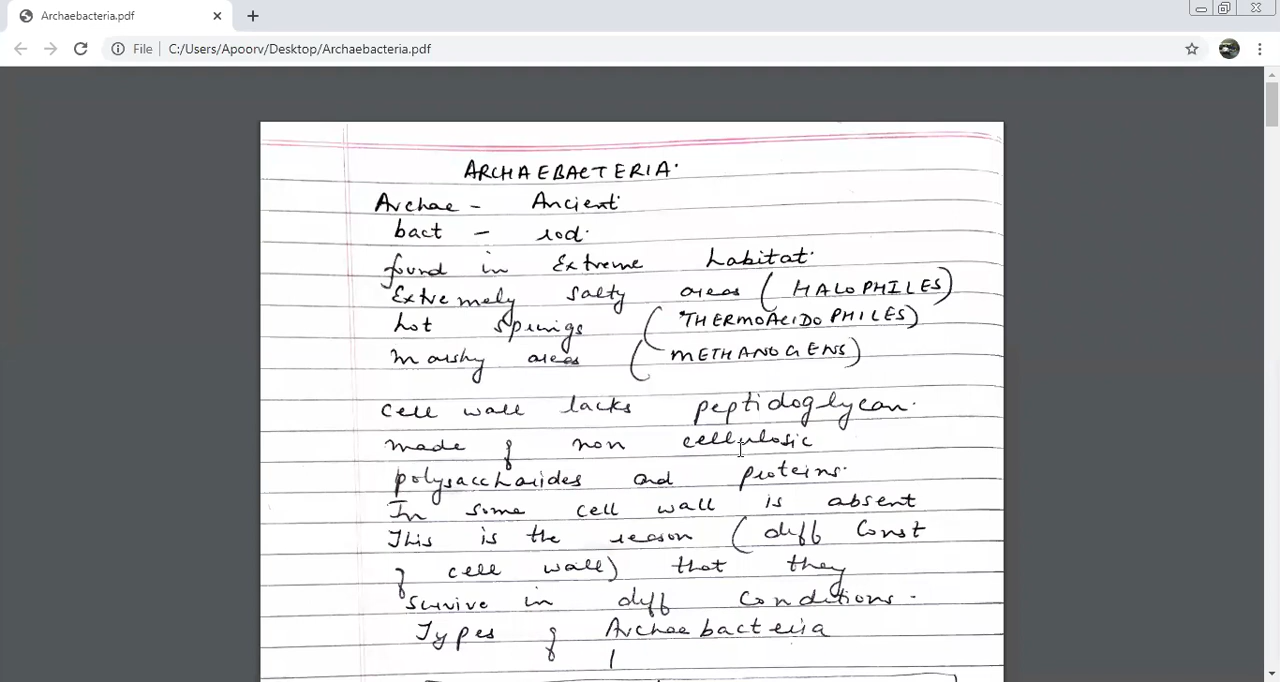 Archaebacteria.pdf
File C:/Users/Apoorv/Desktop/Archaebacteria.pdf
ARCHAEBACTERIA.
Archae - Ancient
bact - rod.
found in Extreme habitat.
Extremely salty areas (HALOPHILES)
hot springs (THERMOACIDOPHILES)
marshy areas (METHANOGENS)
cell wall lacks peptidoglycan.
made of non cellulosic
polysaccharides and proteins.
In some cell wall is absent
This is the reason (diff const
of cell wall) that they
survive in diff conditions.
Types of Archaebacteria